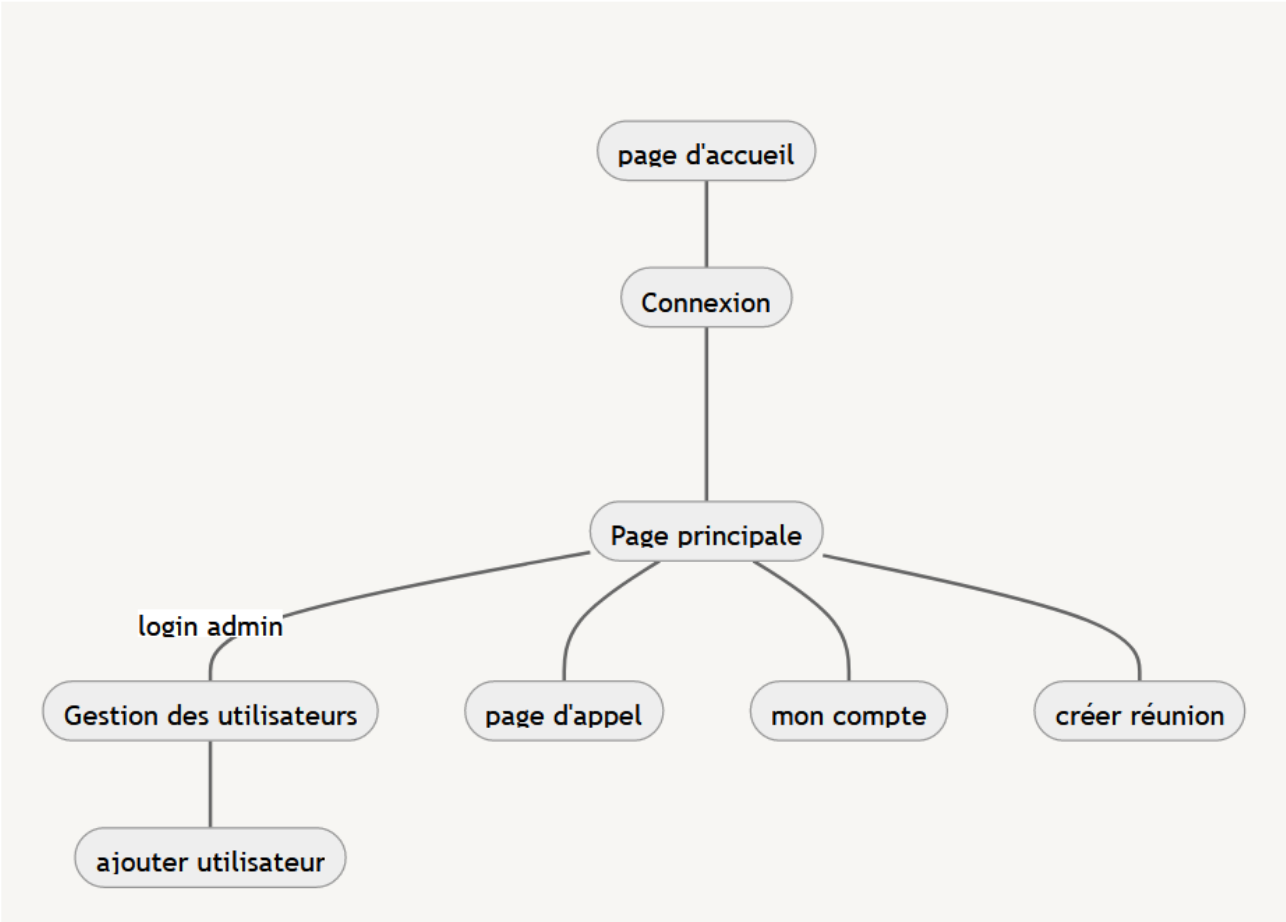 page d'accueil
Connexion
Page principale
login admin
Gestion des utilisateurs
page d'appel
mon compte
créer réunion
ajouter utilisateur